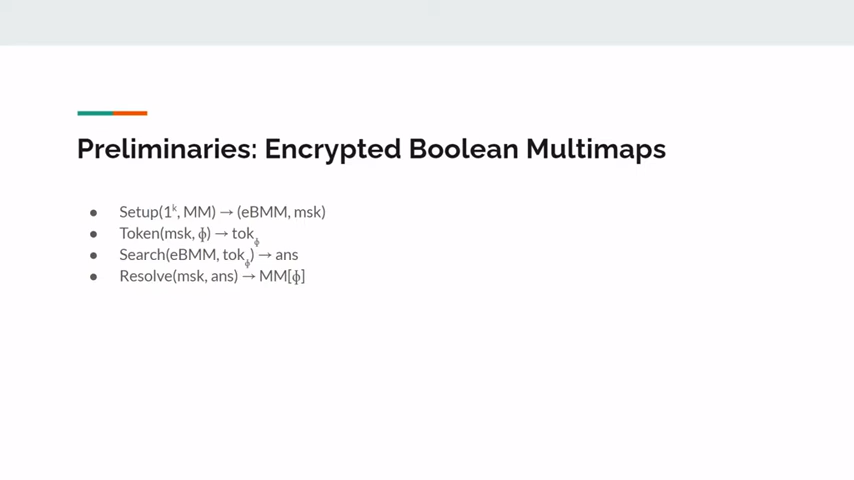 Preliminaries: Encrypted Boolean Multimaps
● Setup(1ᵏ, MM) → (eBMM, msk)
● Token(msk, ϕ) → tokᵩ
● Search(eBMM, tokᵩ) → ans
● Resolve(msk, ans) → MM[ϕ]